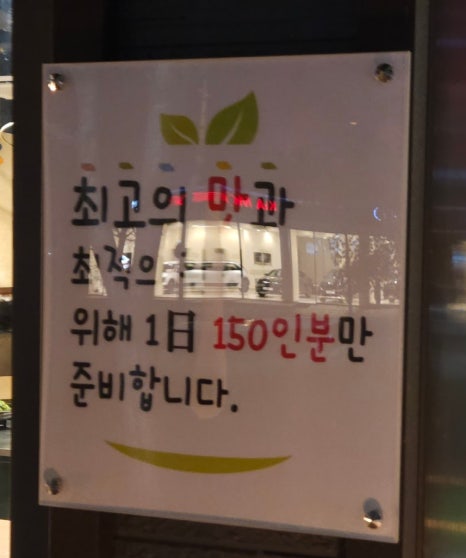 최고의 맛과
최적의
위해 1日 150인분만
준비합니다.